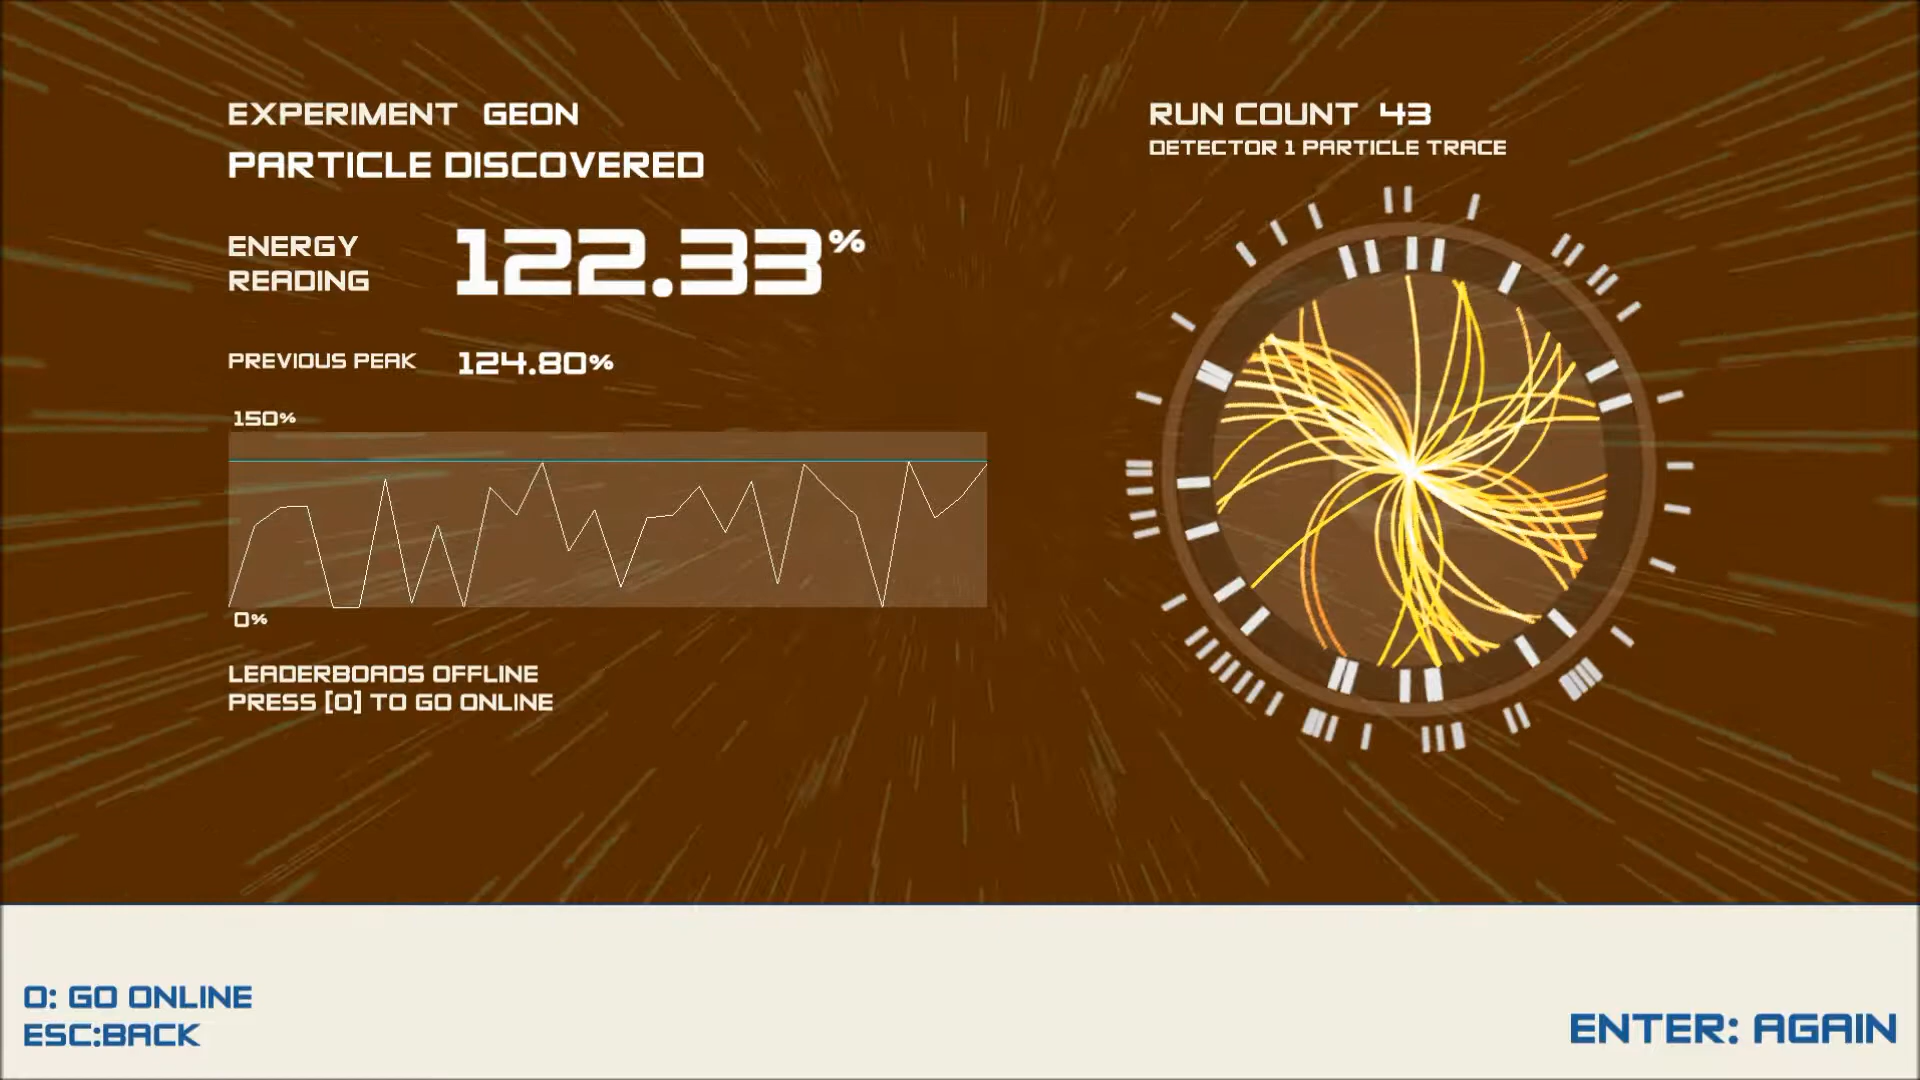 EXPERIMENT GEON
PARTICLE DISCOVERED
ENERGY READING 122.33%
PREVIOUS PEAK 124.80%
150%
0%
LEADERBOADS OFFLINE
PRESS [O] TO GO ONLINE
RUN COUNT 43
DETECTOR 1 PARTICLE TRACE
O: GO ONLINE
ESC:BACK
ENTER: AGAIN